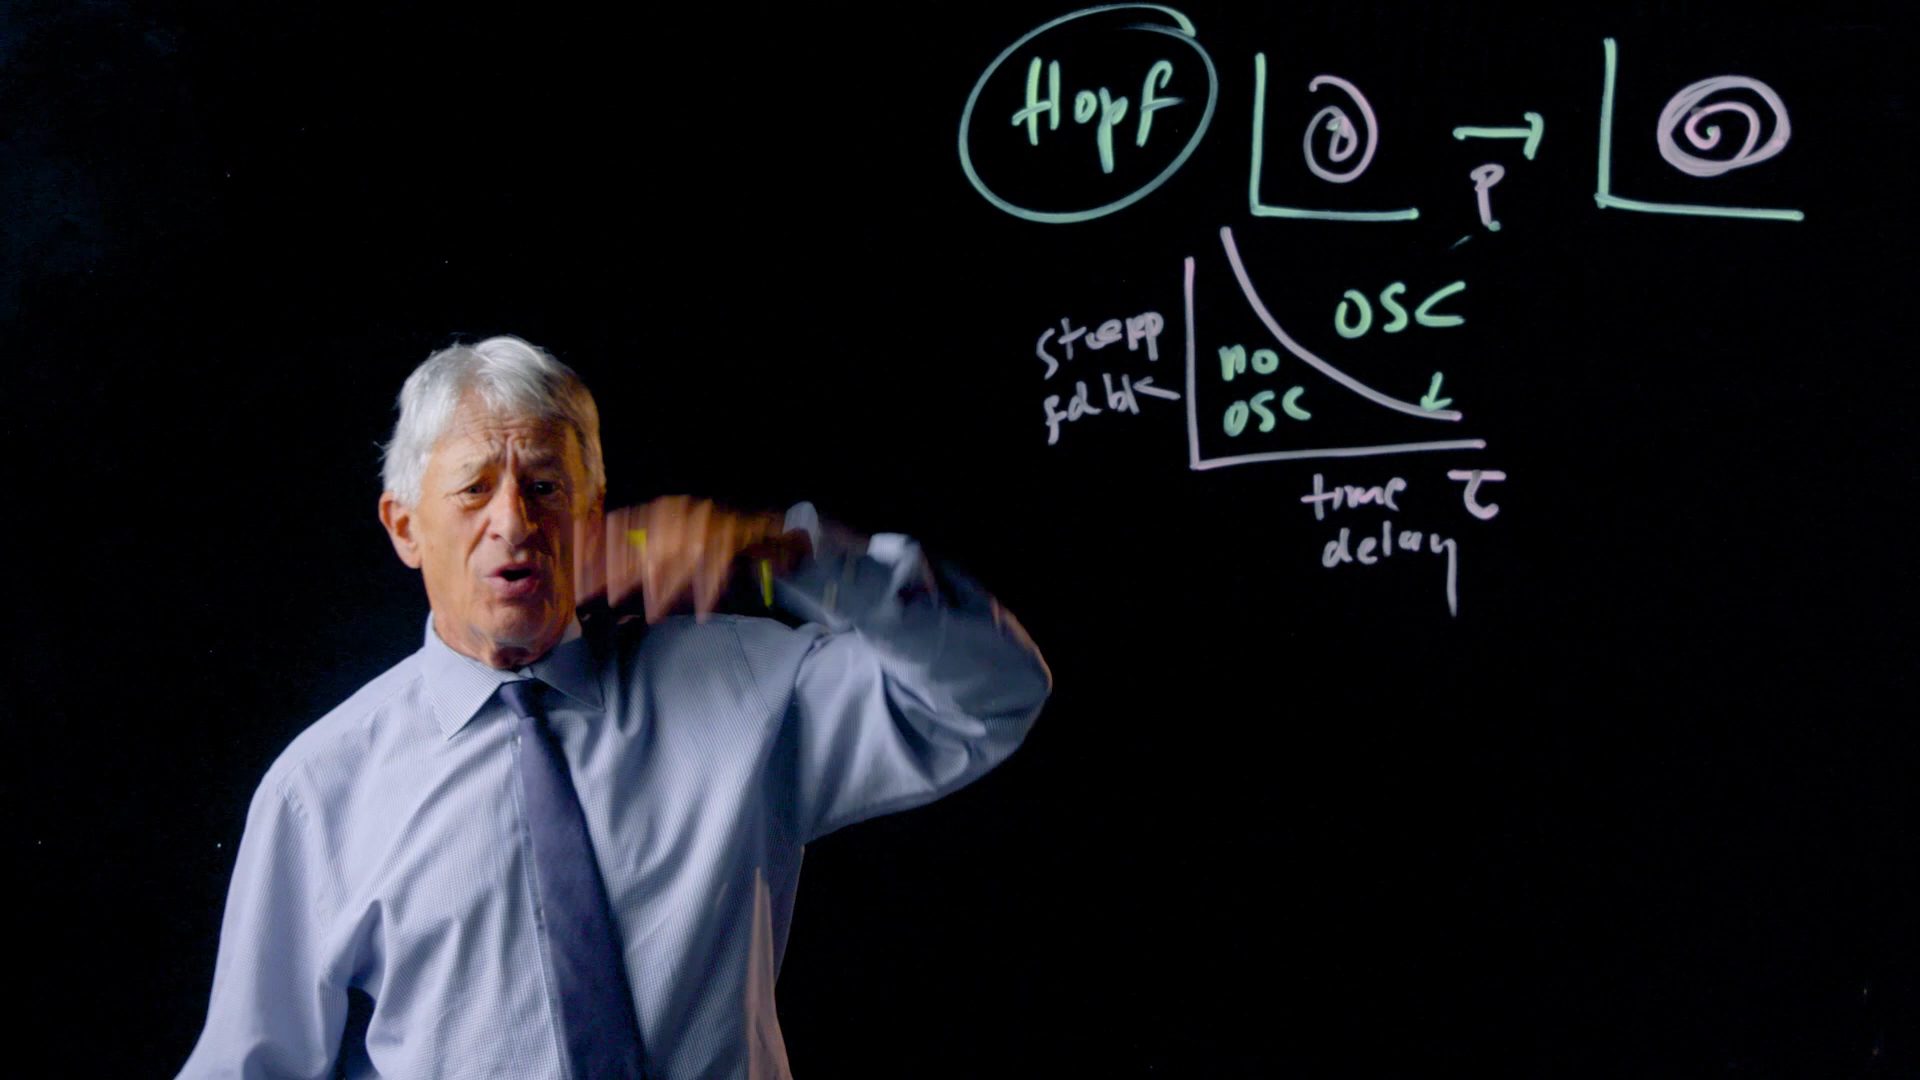 Hopf
P
OSC
steep
fdbk
no
osc
time τ
delay